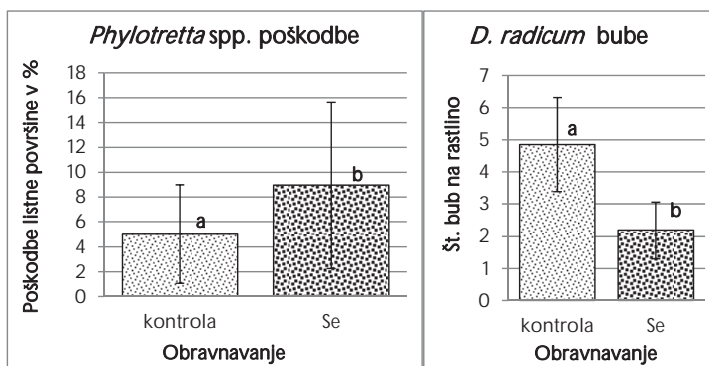 Phylotretta spp. poškodbe
Poškodbe listne površine v %
18
16
14
12
10
8
6
4
2
0
a
b
kontrola Se
Obravnavanje
D. radicum bube
Št. bub na rastlino
7
6
5
4
3
2
1
0
a
b
kontrola Se
Obravnavanje